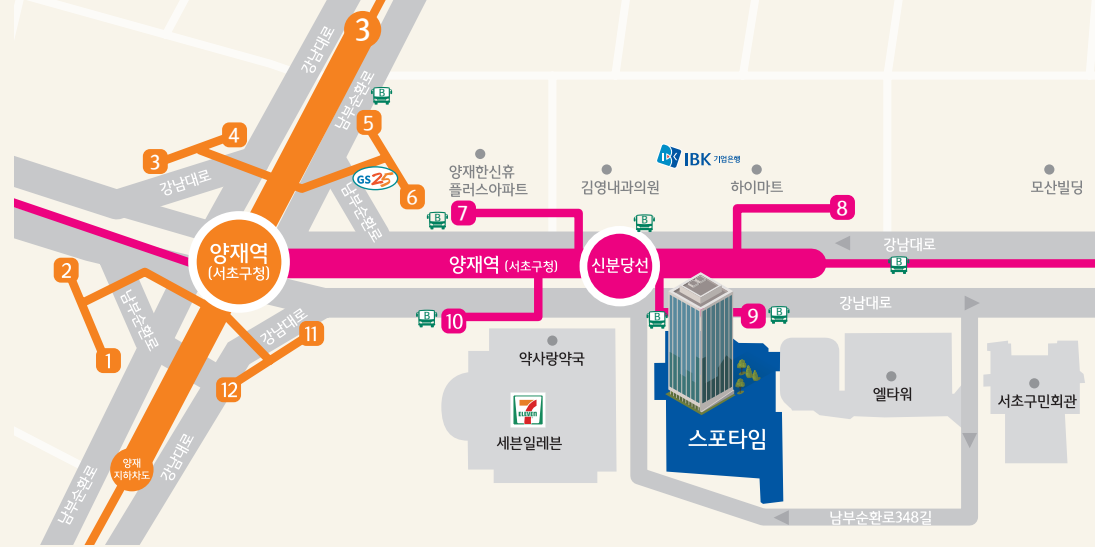 3
강남대로
남부순환로
B
5
4
3
강남대로
GS25
6
남부순환로
양재한신휴
플러스아파트
김영내과의원
IBK 기업은행
하이마트
모산빌딩
B
7
B
8
강남대로
양재역
(서초구청)
양재역 (서초구청)
신분당선
B
2
1
남부순환로
강남대로
11
12
B
10
B
9
B
강남대로
약사랑약국
7
ELEVEN
세븐일레븐
스포타임
엘타워
서초구민회관
양재
지하차도
남부순환로
강남대로
남부순환로348길